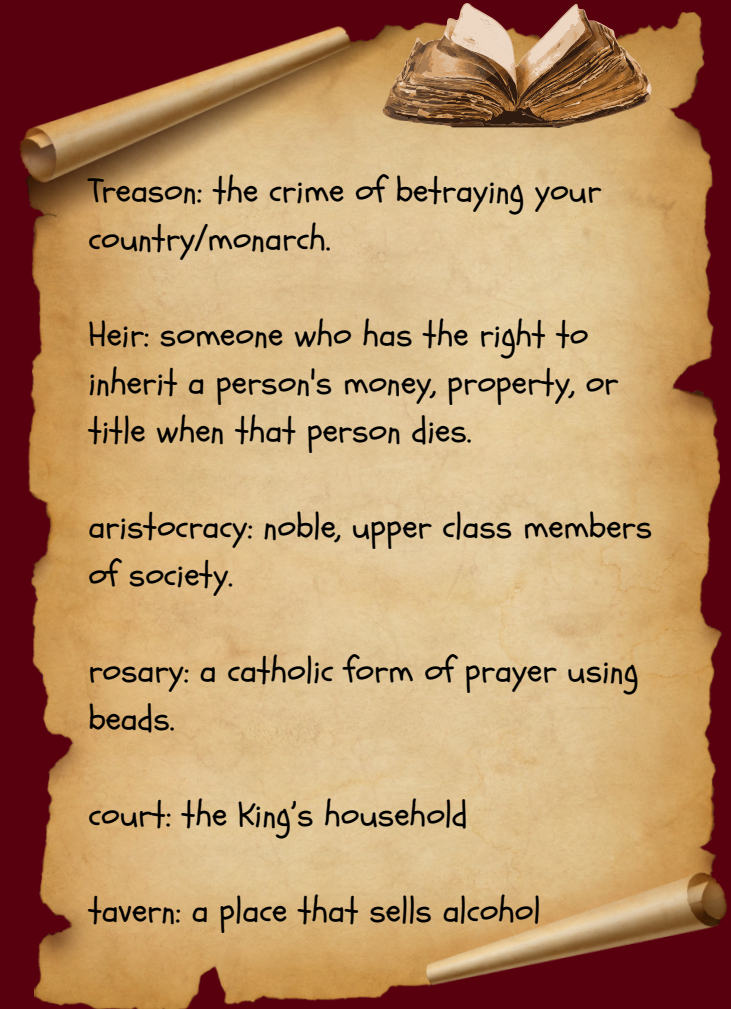 Treason: the crime of betraying your
country/monarch.
Heir: someone who has the right to
inherit a person's money, property, or
title when that person dies.
aristocracy: noble, upper class members
of society.
rosary: a catholic form of prayer using
beads.
court: the King's household
tavern: a place that sells alcohol